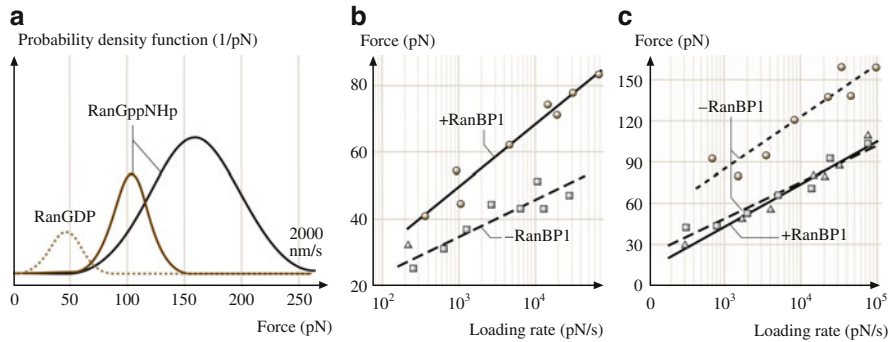 a
Probability density function (1/pN)
RanGppNHp
RanGDP
2000
nm/s
0 50 100 150 200 250
Force (pN)
b
Force (pN)
80
60
40
20
+RanBP1
−RanBP1
10² 10³ 10⁴
Loading rate (pN/s)
c
Force (pN)
150
120
90
60
30
0
−RanBP1
+RanBP1
0 10³ 10⁴ 10⁵
Loading rate (pN/s)